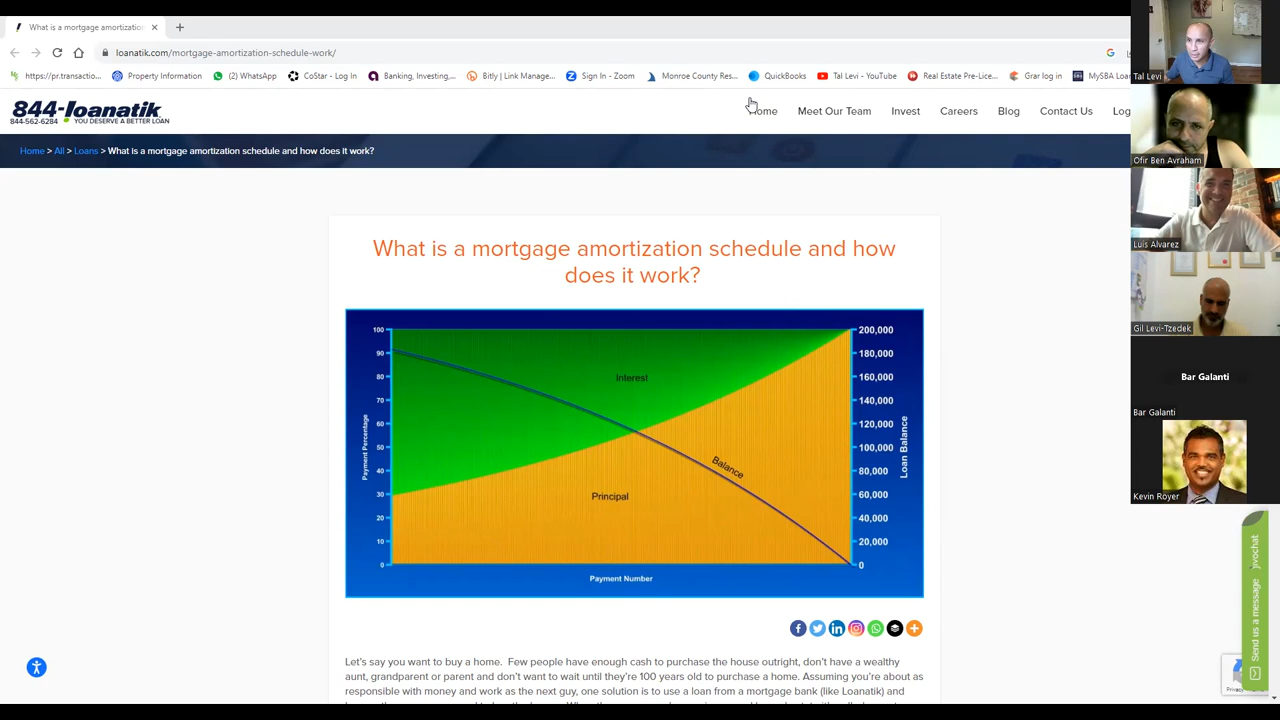 What is a mortgage amortizatio
loanatik.com/mortgage-amortization-schedule-work/
https://pr.transactio...
Property Information
(2) WhatsApp
CoStar - Log In
Banking, Investing,...
Bitly | Link Manage...
Sign In - Zoom
Monroe County Res...
QuickBooks
Tal Levi - YouTube
Real Estate Pre-Lice...
Grar log in
MySBA Loan
844-loanatik
844-562-6284 YOU DESERVE A BETTER LOAN
Home
Meet Our Team
Invest
Careers
Blog
Contact Us
Log
Home > All > Loans > What is a mortgage amortization schedule and how does it work?
What is a mortgage amortization schedule and how
does it work?
100
90
80
70
60
50
40
30
20
10
0
Payment Percentage
Interest
Balance
Principal
200,000
180,000
160,000
140,000
120,000
100,000
80,000
60,000
40,000
20,000
0
Loan Balance
Payment Number
Let's say you want to buy a home. Few people have enough cash to purchase the house outright, don't have a wealthy
aunt, grandparent or parent and don't want to wait until they're 100 years old to purchase a home. Assuming you're about as
responsible with money and work as the next guy, one solution is to use a loan from a mortgage bank (like Loanatik) and
Tal Levi
Ofir Ben Avraham
Luis Alvarez
Gil Levi-Tzedek
Bar Galanti
Bar Galanti
Kevin Royer
Send us a message
jivochat